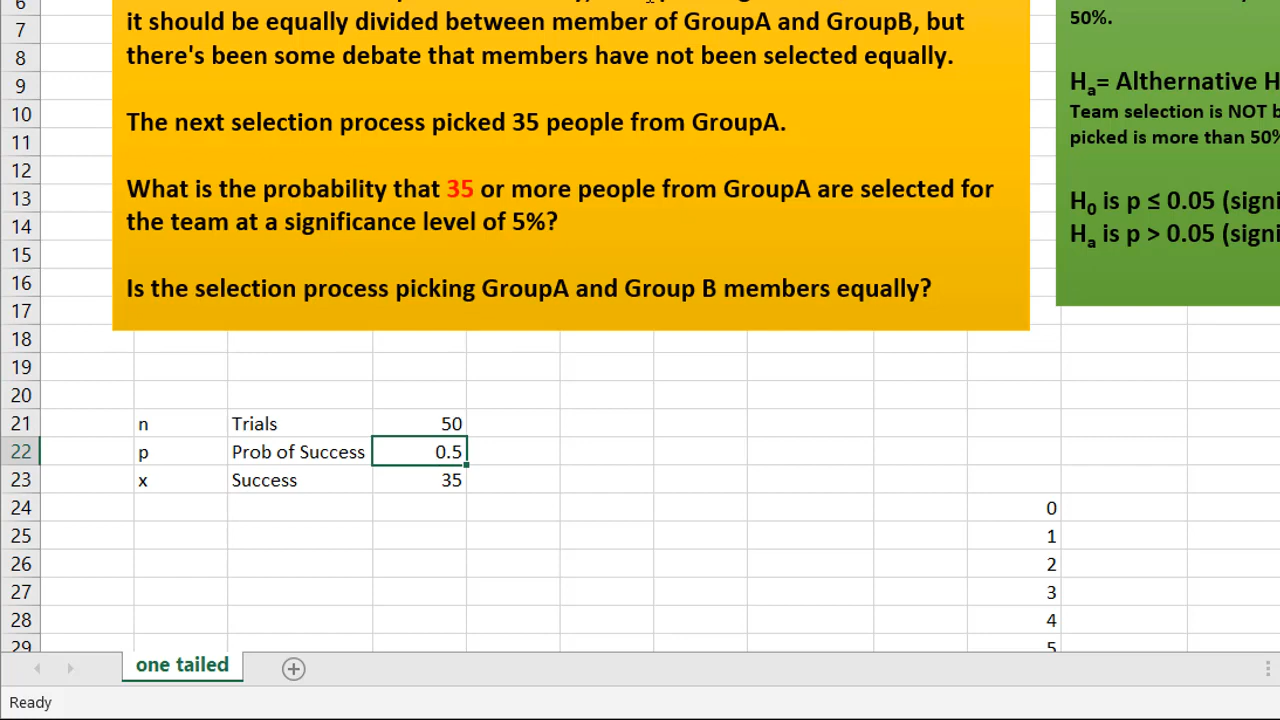 6
7
8
9
10
11
12
13
14
15
16
17
18
19
20
21
22
23
24
25
26
27
28
29
it should be equally divided between member of GroupA and GroupB, but
there's been some debate that members have not been selected equally.
The next selection process picked 35 people from GroupA.
What is the probability that 35 or more people from GroupA are selected for
the team at a significance level of 5%?
Is the selection process picking GroupA and Group B members equally?
50%.
Ha= Althernative H
Team selection is NOT b
picked is more than 50%
H0 is p ≤ 0.05 (signi
Ha is p > 0.05 (signi
n Trials 50
p Prob of Success 0.5
x Success 35
0
1
2
3
4
5
one tailed
Ready